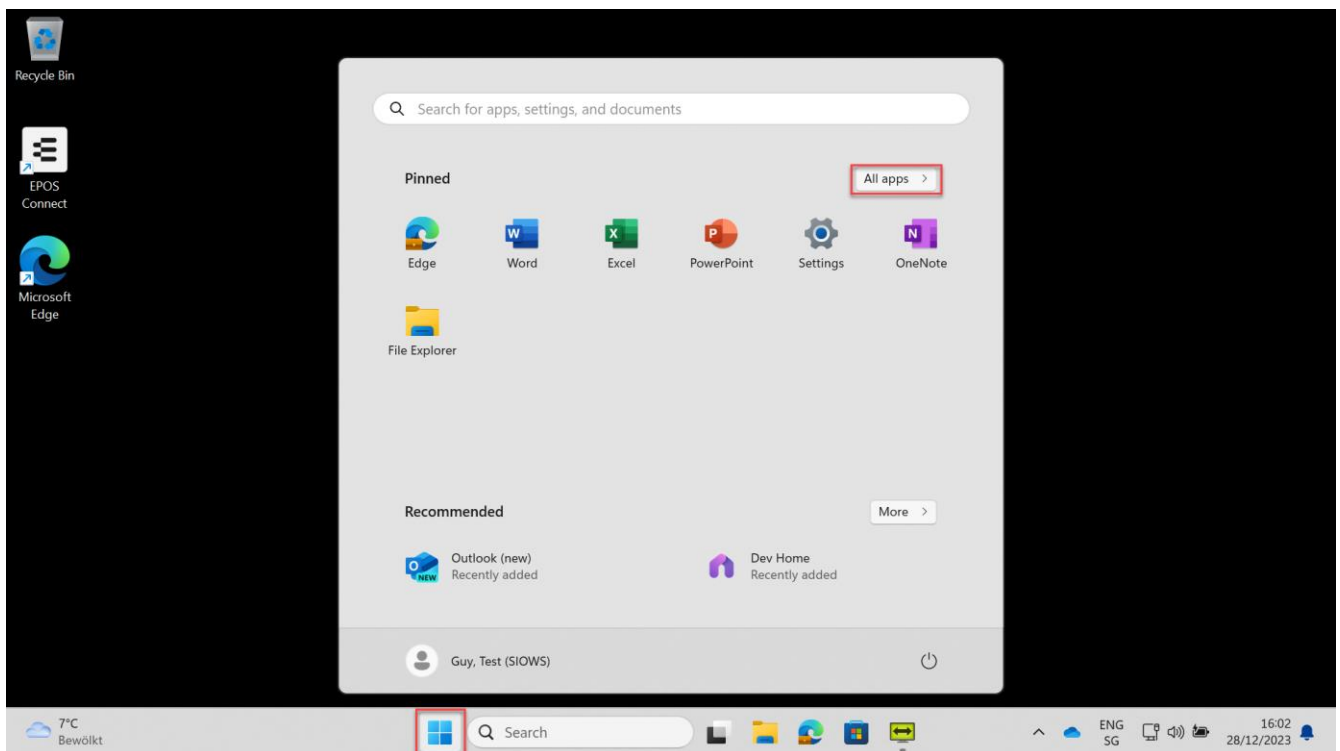 Recycle Bin
EPOS
Connect
Microsoft
Edge
Search for apps, settings, and documents
Pinned
All apps
Edge
Word
Excel
PowerPoint
Settings
OneNote
File Explorer
Recommended
More
Outlook (new)
Recently added
Dev Home
Recently added
Guy, Test (SIOWS)
7°C
Bewölkt
Search
ENG
SG
16:02
28/12/2023